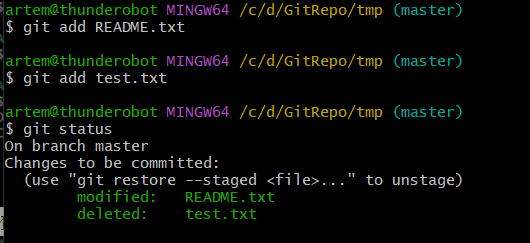 artem@thunderobot MINGW64 /c/d/GitRepo/tmp (master)
$ git add README.txt
artem@thunderobot MINGW64 /c/d/GitRepo/tmp (master)
$ git add test.txt
artem@thunderobot MINGW64 /c/d/GitRepo/tmp (master)
$ git status
On branch master
Changes to be committed:
  (use "git restore --staged <file>..." to unstage)
        modified:   README.txt
        deleted:    test.txt